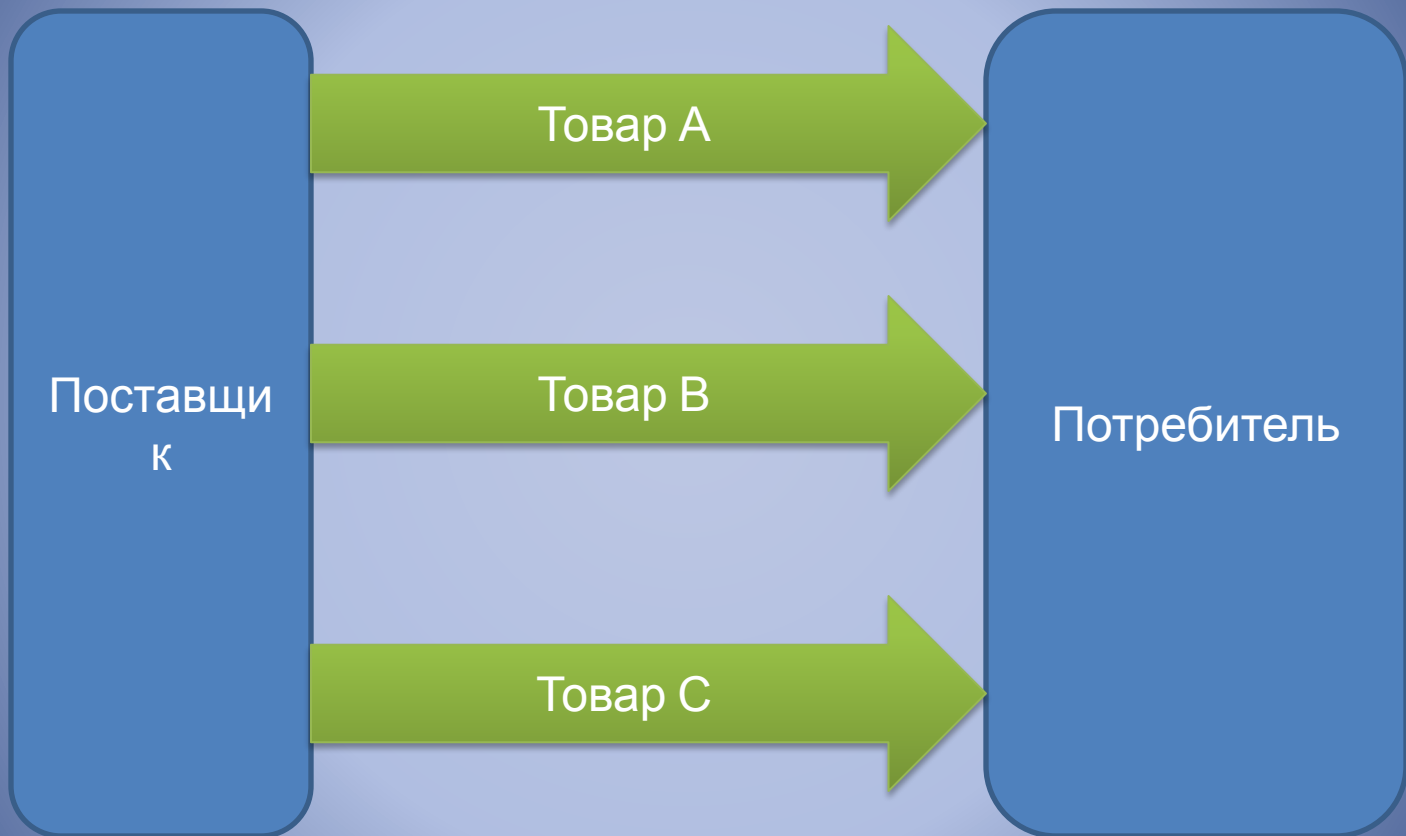 Товар А
Поставщи
к
Товар В
Потребитель
Товар С